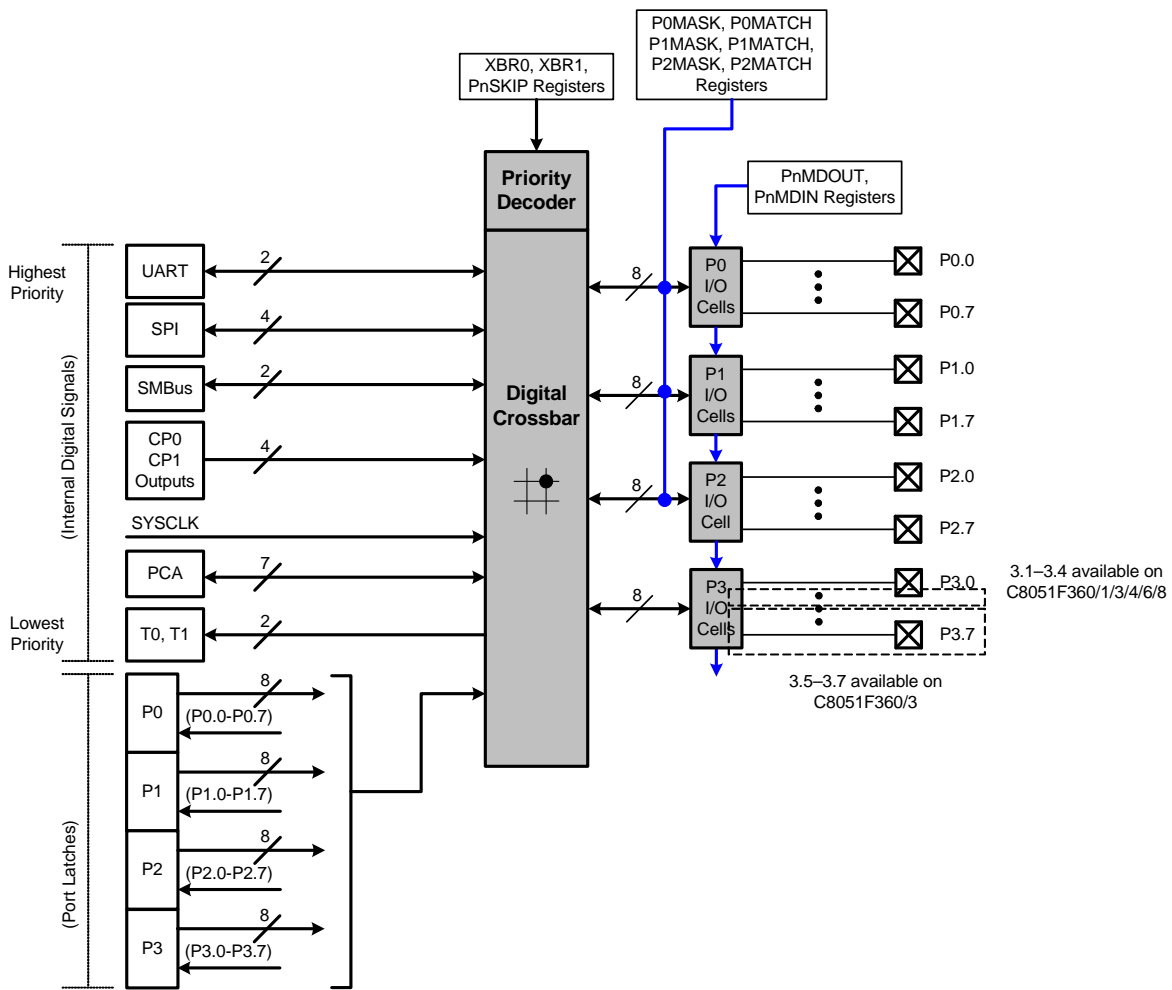 P0MASK, P0MATCH
P1MASK, P1MATCH,
P2MASK, P2MATCH
Registers
XBR0, XBR1,
PnSKIP Registers
Priority
Decoder
PnMDOUT,
PnMDIN Registers
Highest
Priority
(Internal Digital Signals)
Lowest
Priority
UART
2
SPI
4
SMBus
2
CP0
CP1
Outputs
4
SYSCLK
PCA
7
T0, T1
2
Digital
Crossbar
8
P0
I/O
Cells
P0.0
P0.7
8
P1
I/O
Cells
P1.0
P1.7
8
P2
I/O
Cell
P2.0
P2.7
8
P3
I/O
Cells
P3.0
P3.7
3.1–3.4 available on
C8051F360/1/3/4/6/8
3.5–3.7 available on
C8051F360/3
(Port Latches)
P0
8
(P0.0-P0.7)
P1
8
(P1.0-P1.7)
P2
8
(P2.0-P2.7)
P3
8
(P3.0-P3.7)